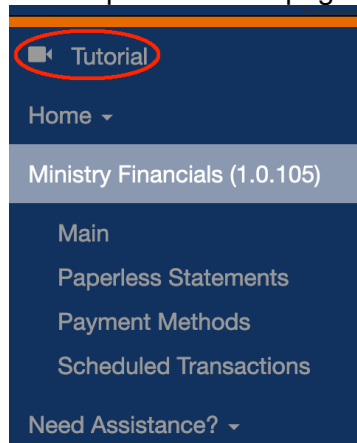 Tutorial
Home
Ministry Financials (1.0.105)
Main
Paperless Statements
Payment Methods
Scheduled Transactions
Need Assistance?